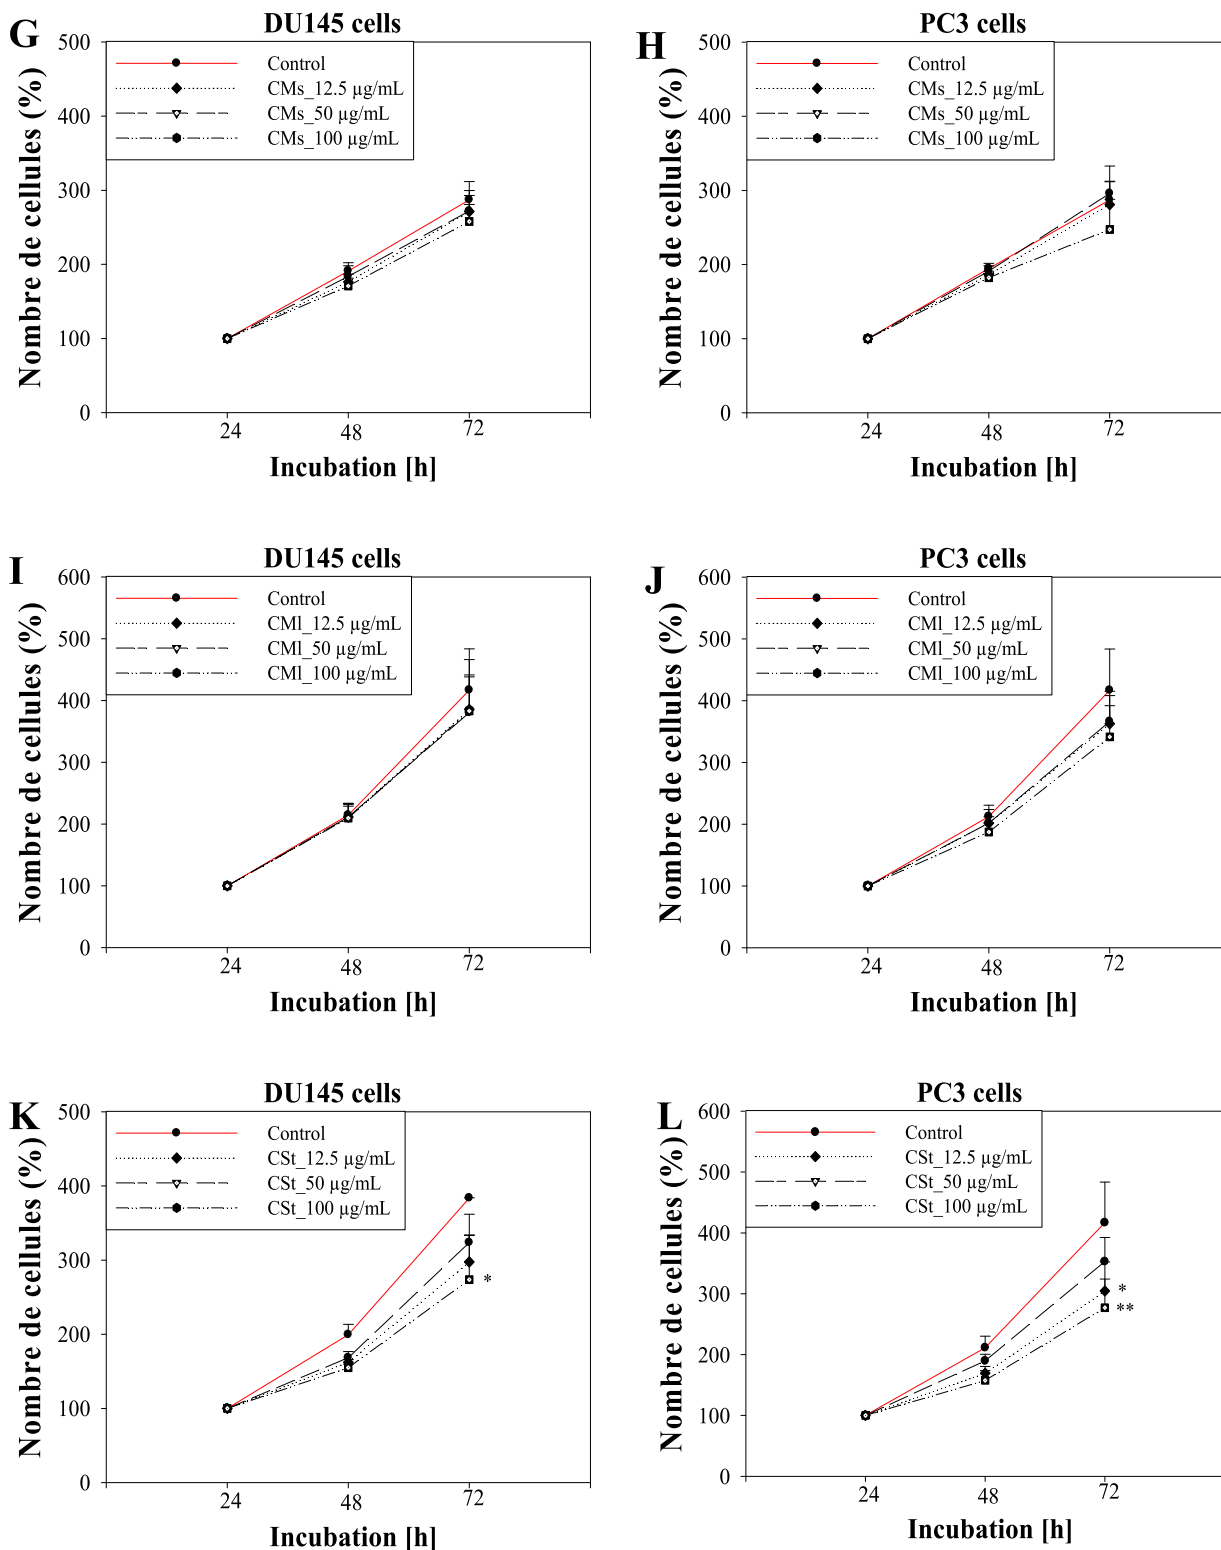 G
DU145 cells
Nombre de cellules (%)
500
400
300
200
100
0
Control
CMs_12.5 µg/mL
CMs_50 µg/mL
CMs_100 µg/mL
24
48
72
Incubation [h]
H
PC3 cells
Nombre de cellules (%)
500
400
300
200
100
0
Control
CMs_12.5 µg/mL
CMs_50 µg/mL
CMs_100 µg/mL
24
48
72
Incubation [h]
I
DU145 cells
Nombre de cellules (%)
600
500
400
300
200
100
0
Control
CMl_12.5 µg/mL
CMl_50 µg/mL
CMl_100 µg/mL
24
48
72
Incubation [h]
J
PC3 cells
Nombre de cellules (%)
600
500
400
300
200
100
0
Control
CMl_12.5 µg/mL
CMl_50 µg/mL
CMl_100 µg/mL
24
48
72
Incubation [h]
K
DU145 cells
Nombre de cellules (%)
500
400
300
200
100
0
Control
CSt_12.5 µg/mL
CSt_50 µg/mL
CSt_100 µg/mL
*
24
48
72
Incubation [h]
L
PC3 cells
Nombre de cellules (%)
600
500
400
300
200
100
0
Control
CSt_12.5 µg/mL
CSt_50 µg/mL
CSt_100 µg/mL
*
**
24
48
72
Incubation [h]